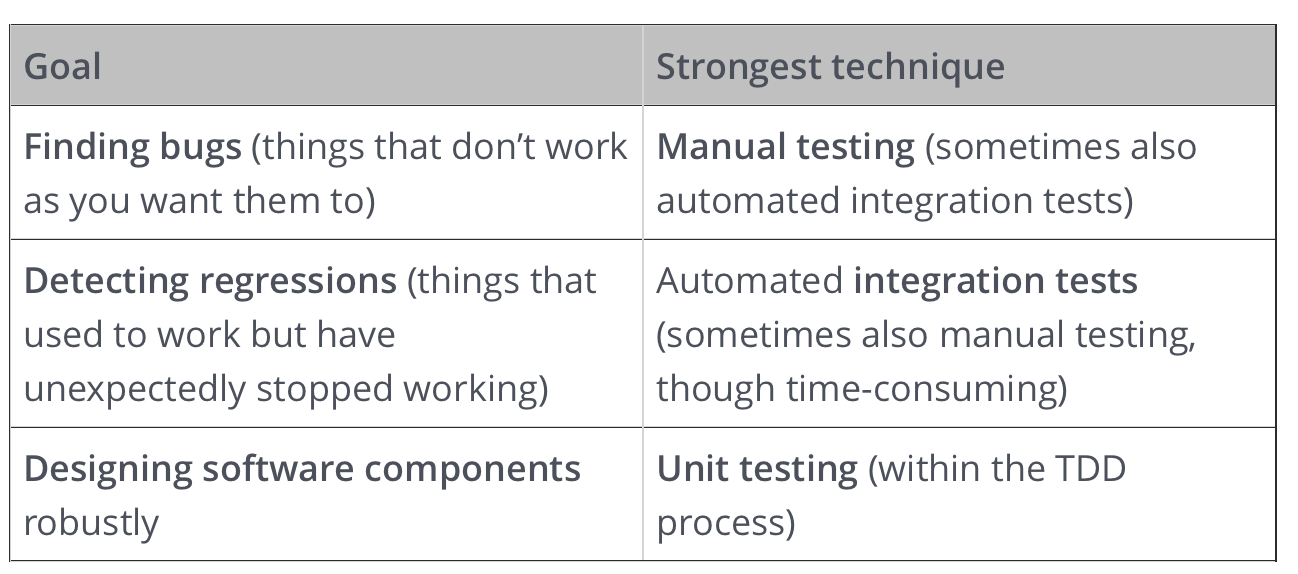 Goal
Strongest technique
Finding bugs (things that don’t work
as you want them to)
Manual testing (sometimes also
automated integration tests)
Detecting regressions (things that
used to work but have
unexpectedly stopped working)
Automated integration tests
(sometimes also manual testing,
though time-consuming)
Designing software components
robustly
Unit testing (within the TDD
process)